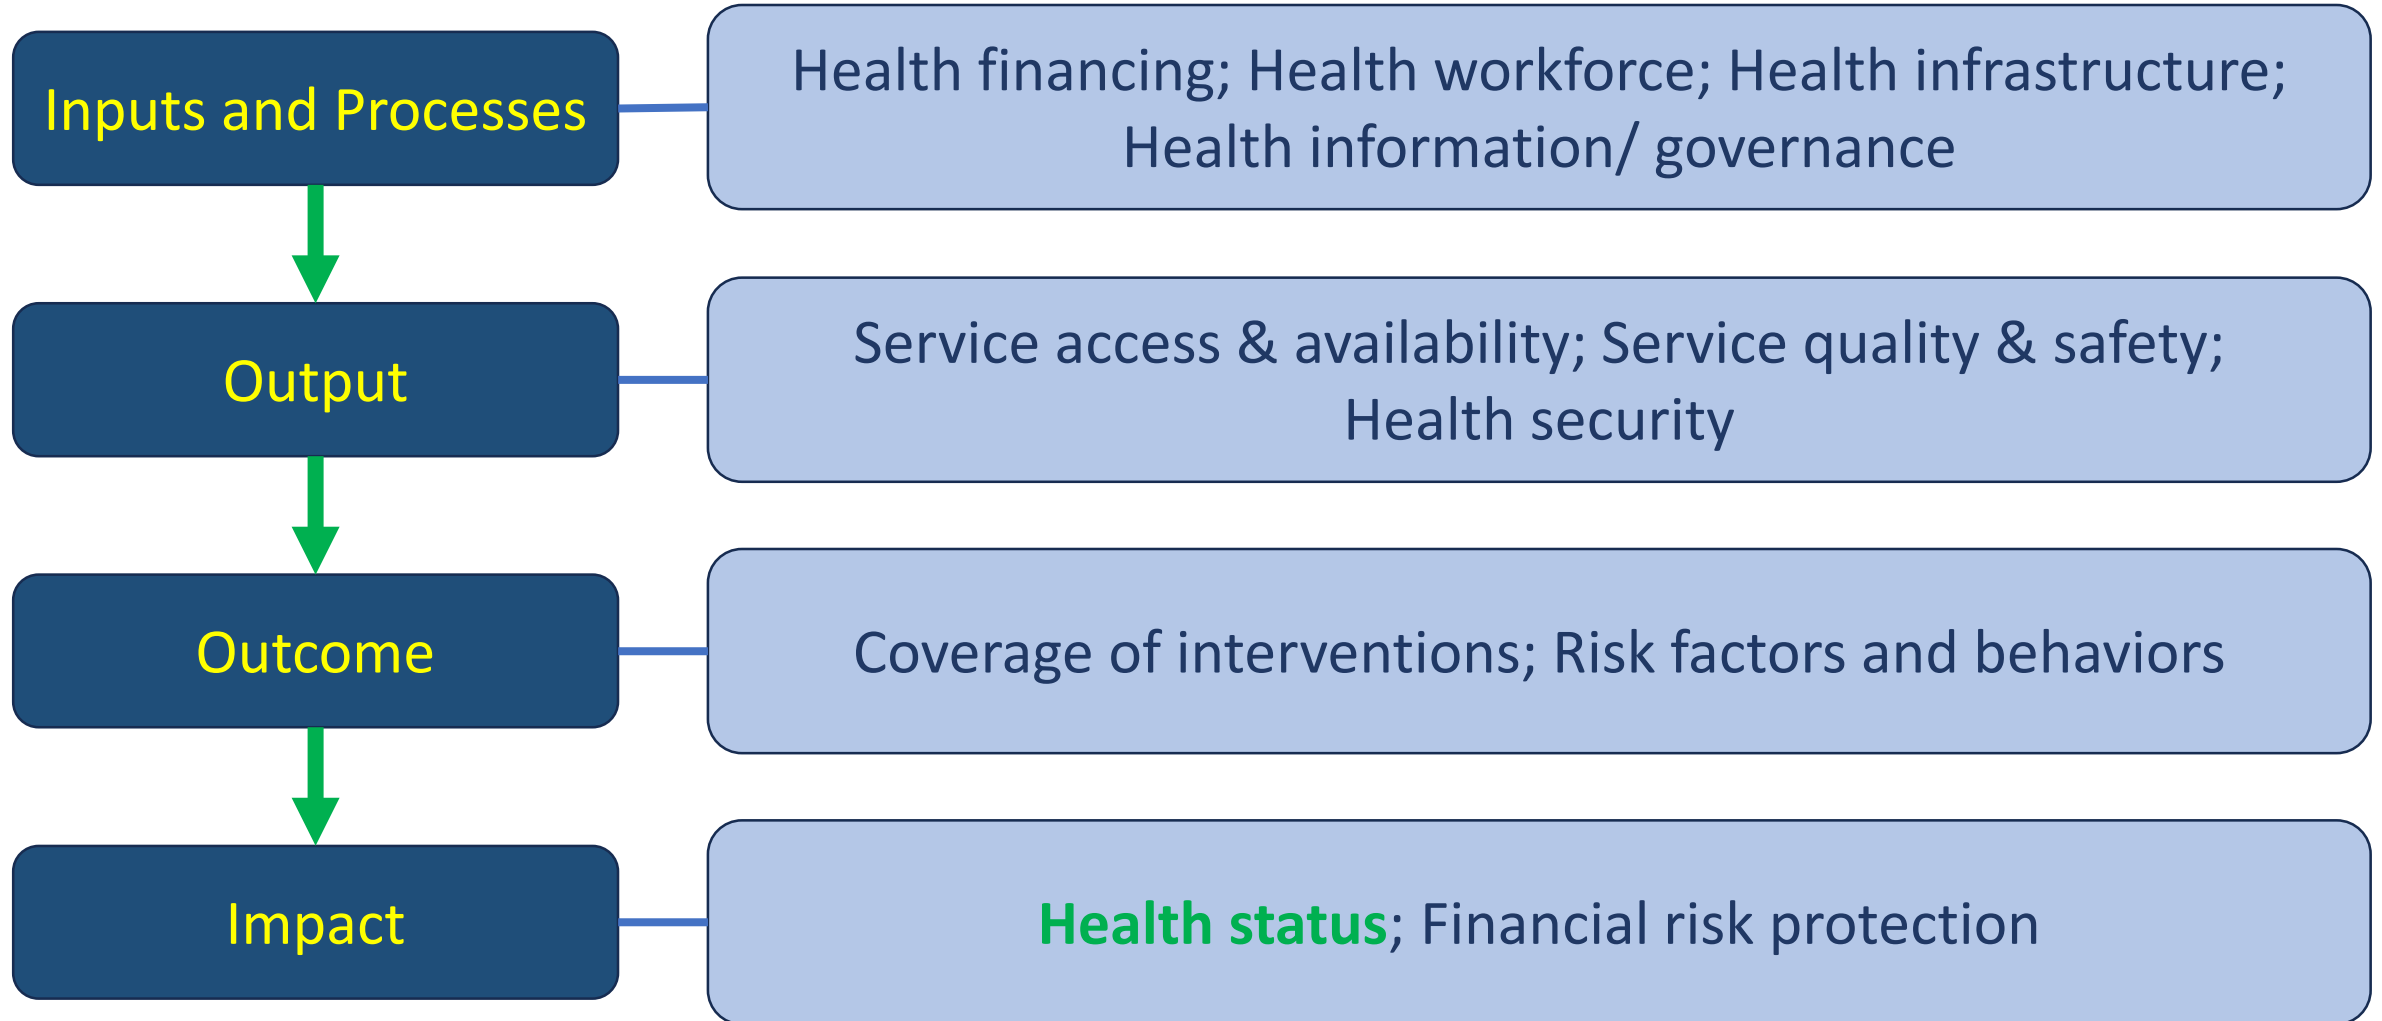 Inputs and Processes
Health financing; Health workforce; Health infrastructure;
Health information/ governance
Output
Service access & availability; Service quality & safety;
Health security
Outcome
Coverage of interventions; Risk factors and behaviors
Impact
Health status; Financial risk protection